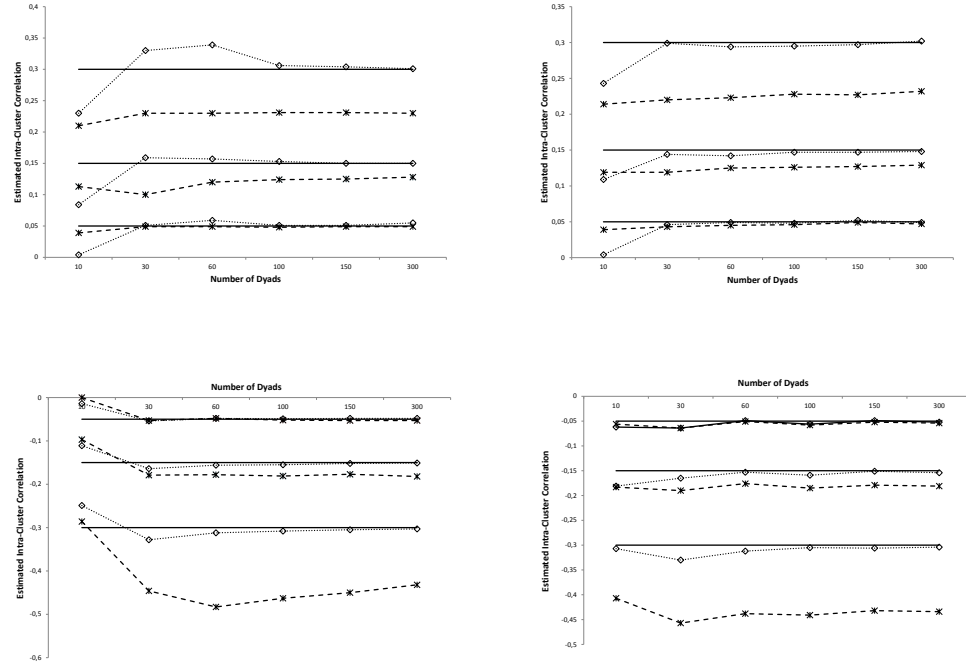 0,4
0,35
0,3
0,25
0,2
0,15
0,1
0,05
0
Estimated Intra-Cluster Correlation
10 30 60 100 150 300
Number of Dyads
0,35
0,3
0,25
0,2
0,15
0,1
0,05
0
Estimated Intra-Cluster Correlation
10 30 60 100 150 300
Number of Dyads
Number of Dyads
10 30 60 100 150 300
0
-0,1
-0,2
-0,3
-0,4
-0,5
-0,6
Estimated Intra-Cluster Correlation
Number of Dyads
10 30 60 100 150 300
0
-0,05
-0,1
-0,15
-0,2
-0,25
-0,3
-0,35
-0,4
-0,45
-0,5
Estimated Intra-Cluster Correlation